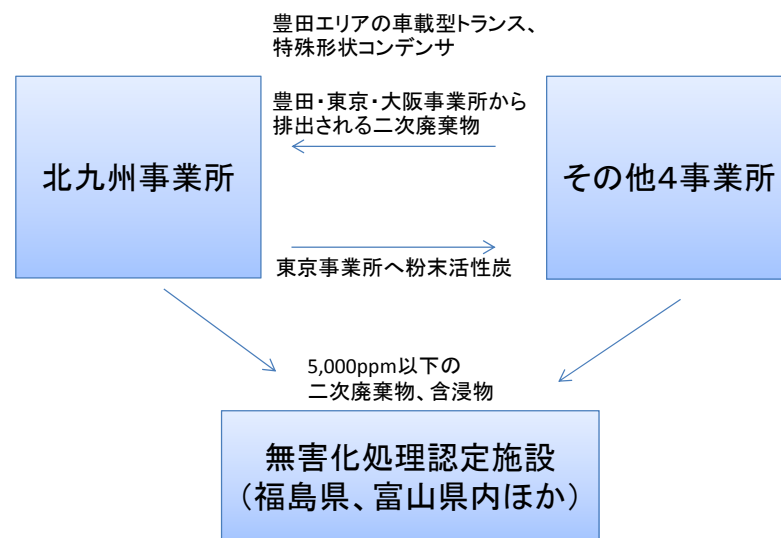 豊田エリアの車載型トランス、
特殊形状コンデンサ
豊田・東京・大阪事業所から
排出される二次廃棄物
北九州事業所
その他4事業所
東京事業所へ粉末活性炭
5,000ppm以下の
二次廃棄物、含浸物
無害化処理認定施設
(福島県、富山県内ほか)